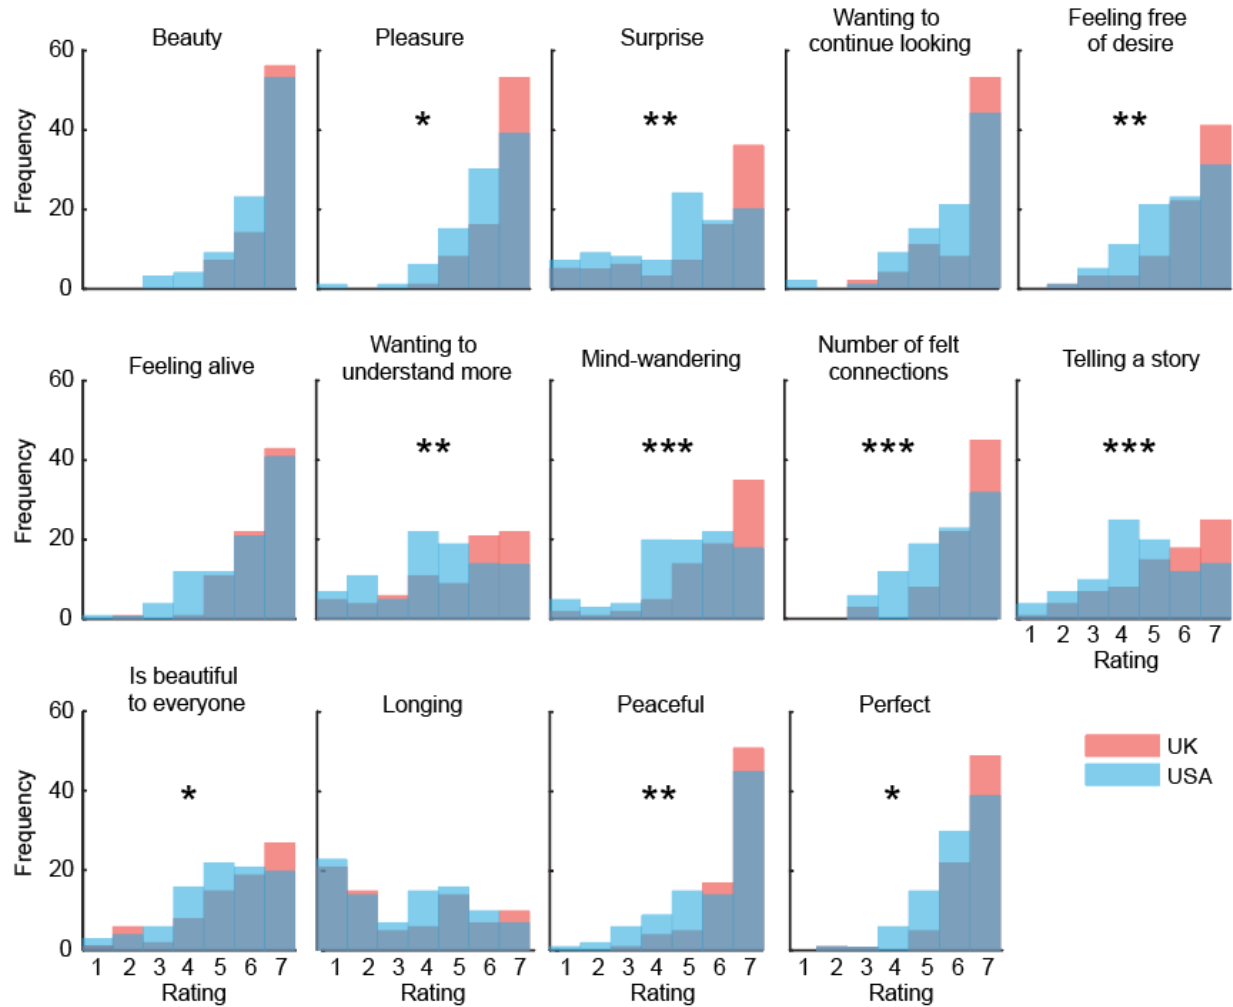 Beauty
Pleasure
Surprise
Wanting to
continue looking
Feeling free
of desire
Frequency
60
40
20
0
*
**
**
Feeling alive
Wanting to
understand more
Mind-wandering
Number of felt
connections
Telling a story
Frequency
60
40
20
0
**
***
***
***
1 2 3 4 5 6 7
Rating
Is beautiful
to everyone
Longing
Peaceful
Perfect
Frequency
60
40
20
0
*
**
*
1 2 3 4 5 6 7
Rating
1 2 3 4 5 6 7
Rating
1 2 3 4 5 6 7
Rating
1 2 3 4 5 6 7
Rating
UK
USA